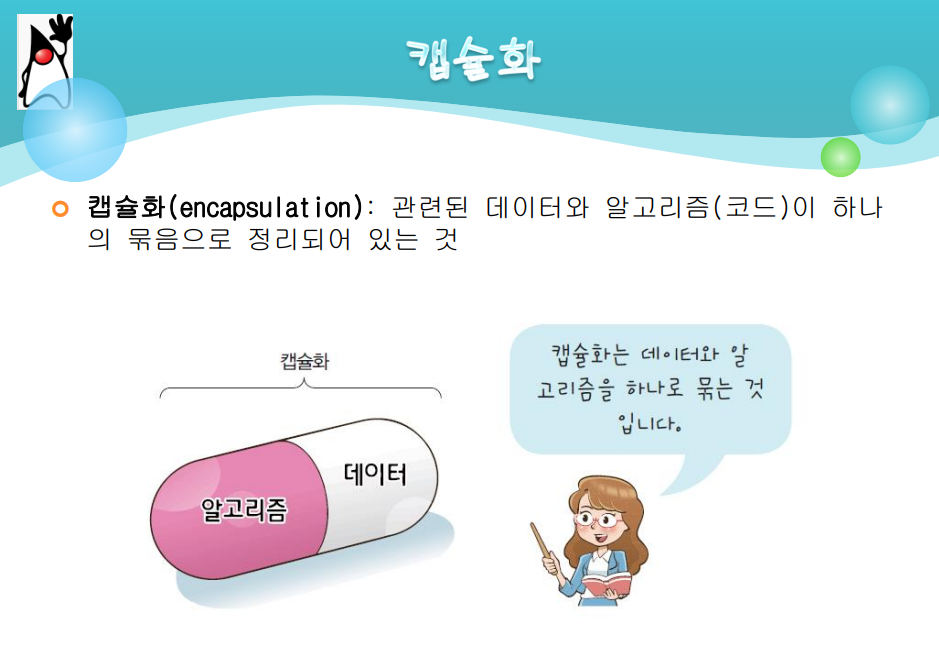 캡슐화
캡슐화(encapsulation): 관련된 데이터와 알고리즘(코드)이 하나
의 묶음으로 정리되어 있는 것
캡슐화
알고리즘
데이터
캡슐화는 데이터와 알
고리즘을 하나로 묶는 것
입니다.